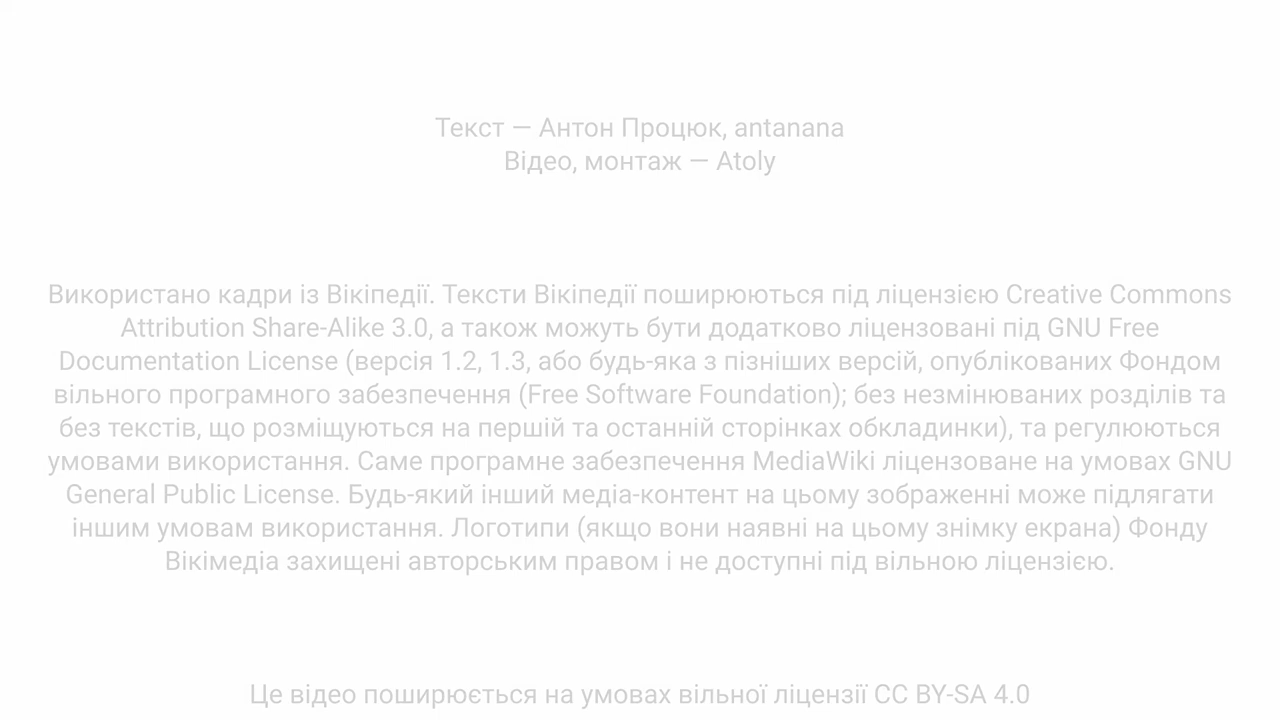 Текст — Антон Процюк, antanana
Відео, монтаж — Atoly
Використано кадри із Вікіпедії. Тексти Вікіпедії поширюються під ліцензією Creative Commons
Attribution Share-Alike 3.0, а також можуть бути додатково ліцензовані під GNU Free
Documentation License (версія 1.2, 1.3, або будь-яка з пізніших версій, опублікованих Фондом
вільного програмного забезпечення (Free Software Foundation); без незмінюваних розділів та
без текстів, що розміщуються на першій та останній сторінках обкладинки), та регулюються
умовами використання. Саме програмне забезпечення MediaWiki ліцензоване на умовах GNU
General Public License. Будь-який інший медіа-контент на цьому зображенні може підлягати
іншим умовам використання. Логотипи (якщо вони наявні на цьому знімку екрана) Фонду
Вікімедіа захищені авторським правом і не доступні під вільною ліцензією.
Це відео поширюється на умовах вільної ліцензії CC BY-SA 4.0